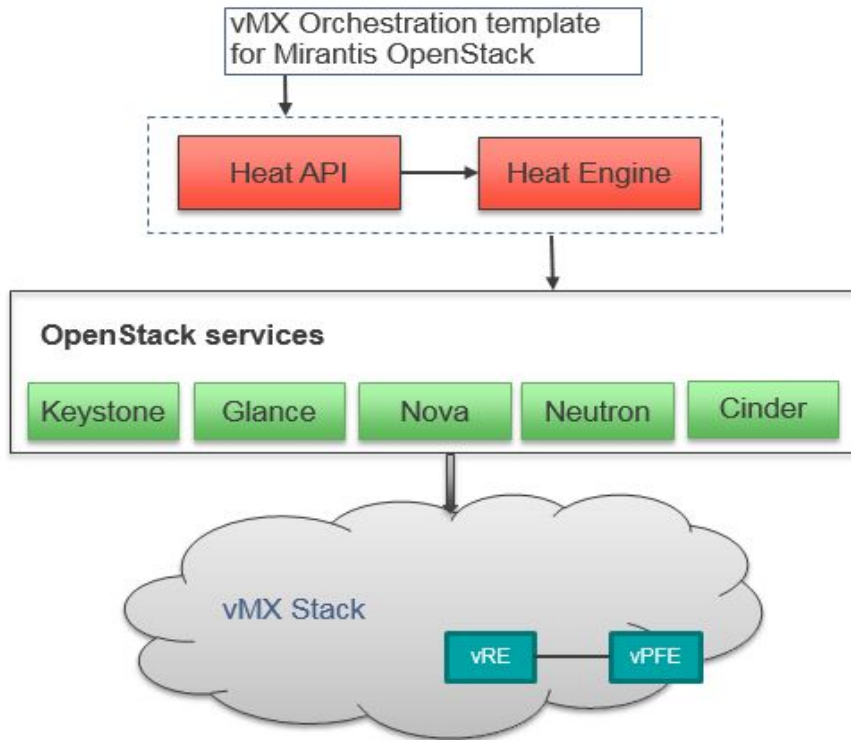 vMX Orchestration template
for Mirantis OpenStack
Heat API
Heat Engine
OpenStack services
Keystone
Glance
Nova
Neutron
Cinder
vMX Stack
vRE
vPFE